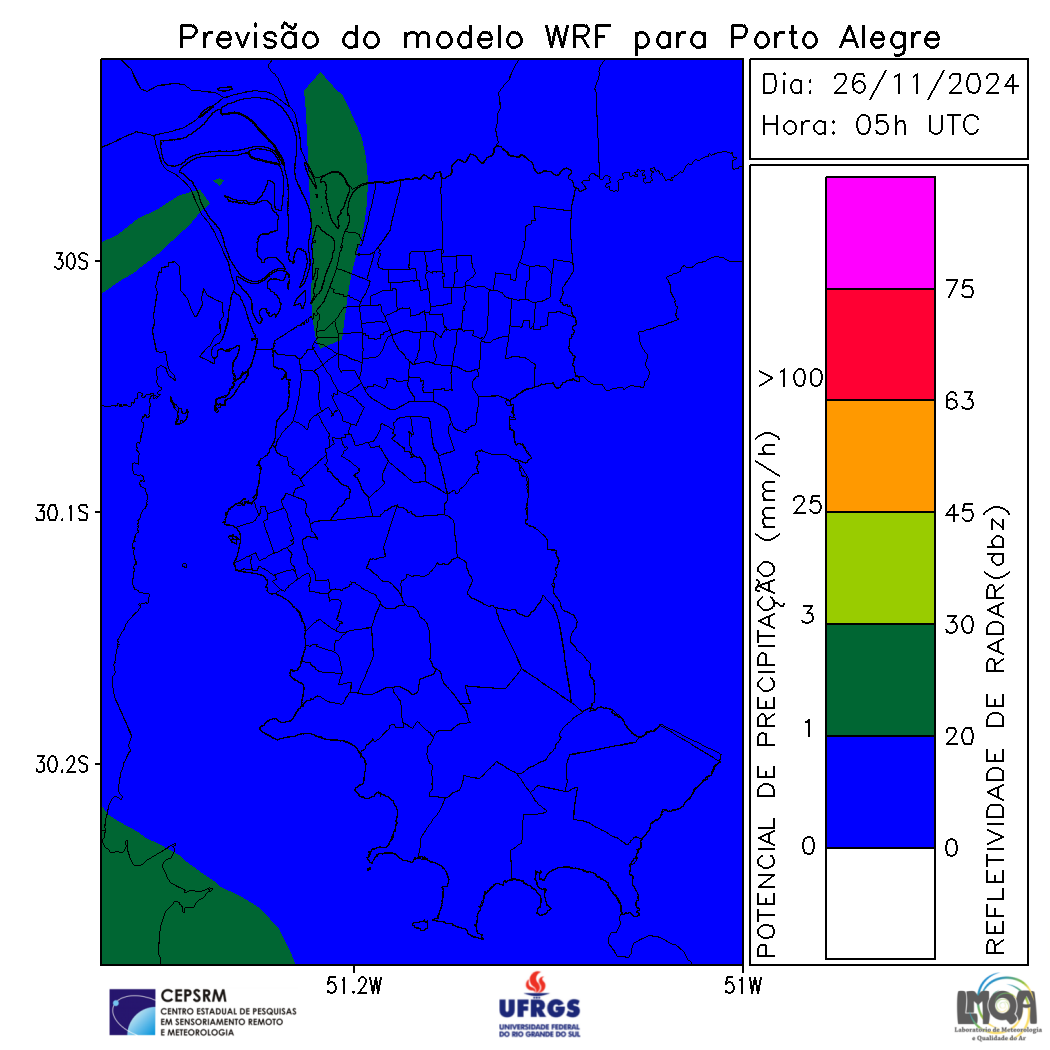 Previsão do modelo WRF para Porto Alegre
Dia: 26/11/2024
Hora: 05h UTC
30S
30.1S
30.2S
51.2W
51W
POTENCIAL DE PRECIPITAÇÃO (mm/h)
>100
25
3
1
0
75
63
45
30
20
0
REFLETIVIDADE DE RADAR(dbz)
CEPSRM
CENTRO ESTADUAL DE PESQUISAS
EM SENSORIAMENTO REMOTO
E METEOROLOGIA
UFRGS
UNIVERSIDADE FEDERAL
DO RIO GRANDE DO SUL
LMQA
Laboratório de Meteorologia
e Qualidade do Ar